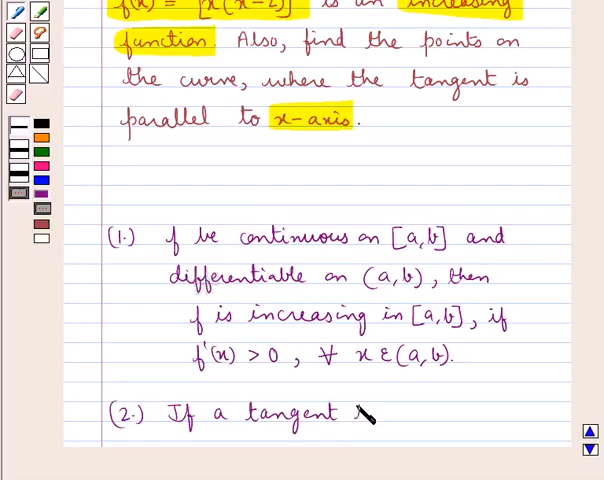 f(x) = [x(x-2)] is an increasing
function. Also, find the points on
the curve, where the tangent is
parallel to x-axis.
(1.) f be continuous on [a,b] and
differentiable on (a,b), then
f is increasing in [a,b], if
f'(x) > 0, ∀ x ε (a,b).
(2.) If a tangent